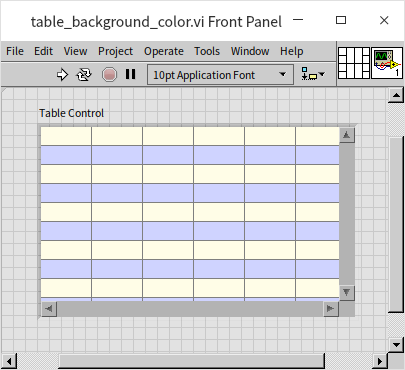 table_background_color.vi Front Panel
File Edit View Project Operate Tools Window Help
10pt Application Font
1
Table Control